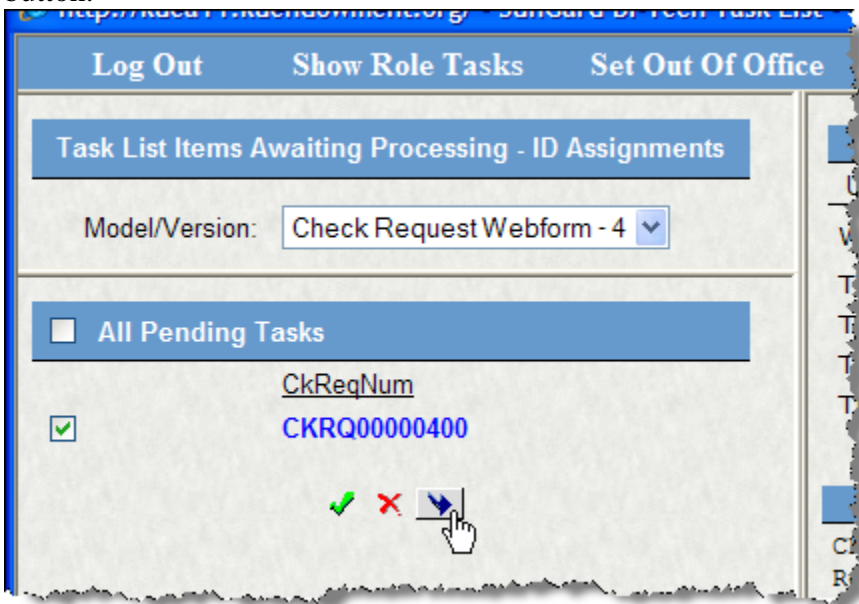 button.
Log Out Show Role Tasks Set Out Of Office
Task List Items Awaiting Processing - ID Assignments
Model/Version: Check Request Webform - 4
All Pending Tasks
CkReqNum
CKRQ00000400